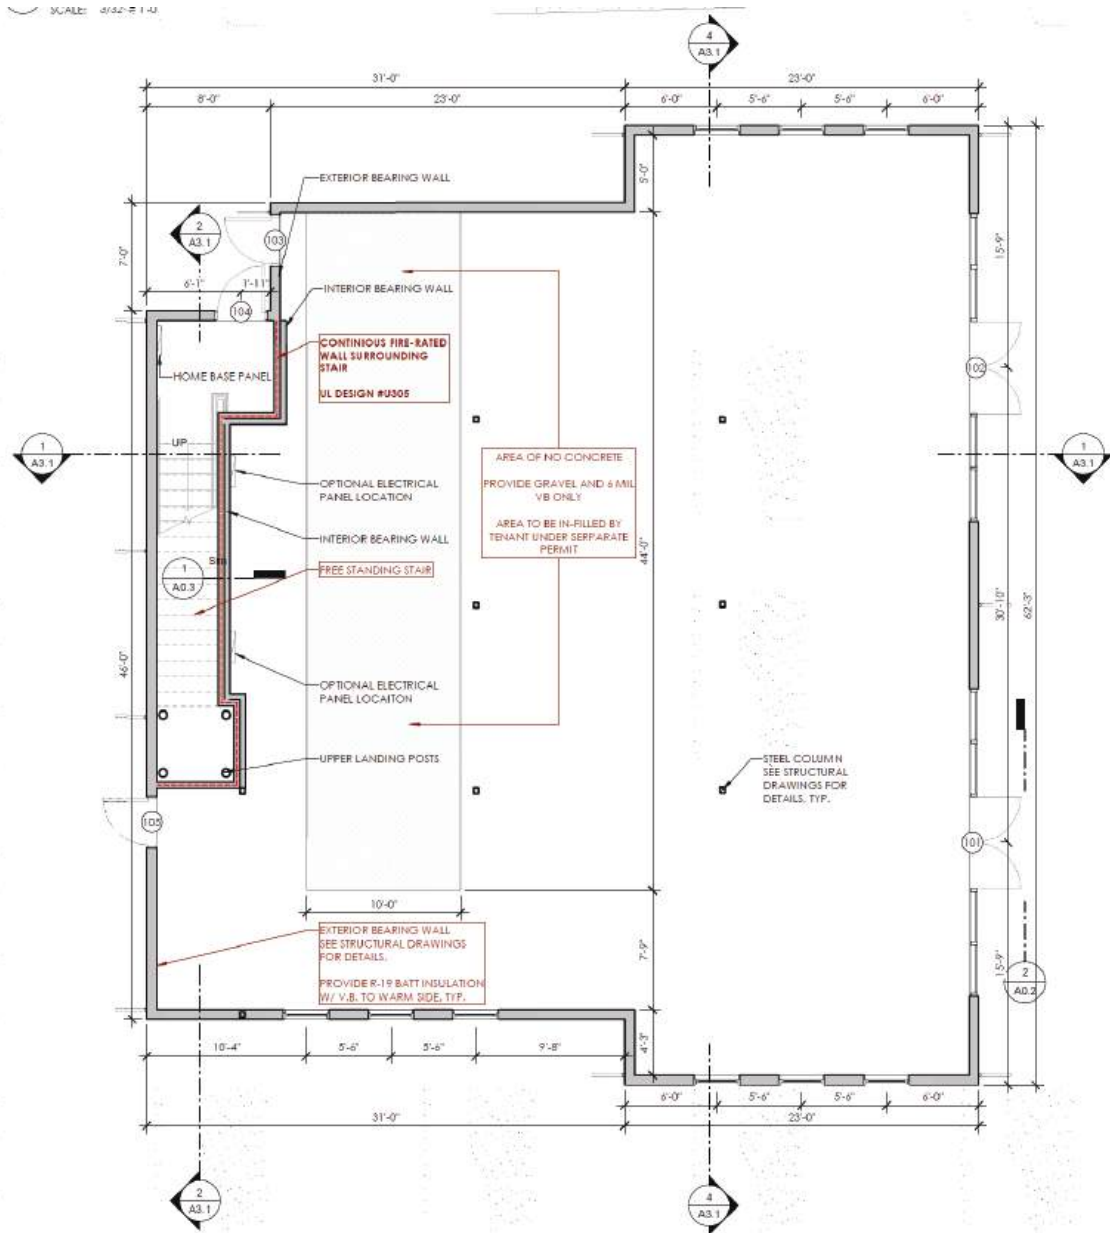 SCALE: 3/32"= 1'-0"
4
A3.1
31'-0"
23'-0"
8'-0"
23'-0"
6'-0"
5'-6"
5'-6"
6'-0"
EXTERIOR BEARING WALL
5'-0"
2
A3.1
103
7'-0"
15'-9"
6'-1"
1'-11"
INTERIOR BEARING WALL
104
CONTINIOUS FIRE-RATED
WALL SURROUNDING
STAIR
UL DESIGN #U305
HOME BASE PANEL
102
UP
1
A3.1
1
A3.1
AREA OF NO CONCRETE
PROVIDE GRAVEL AND 6 MIL
VB ONLY
AREA TO BE IN-FILLED BY
TENANT UNDER SERPARATE
PERMIT
OPTIONAL ELECTRICAL
PANEL LOCATION
INTERIOR BEARING WALL
44'-0"
1
A0.3
FREE STANDING STAIR
30'-10"
62'-3"
46'-0"
OPTIONAL ELECTRICAL
PANEL LOCAITON
UPPER LANDING POSTS
STEEL COLUMN
SEE STRUCTURAL
DRAWINGS FOR
DETAILS, TYP.
105
101
10'-0"
EXTERIOR BEARING WALL
SEE STRUCTURAL DRAWINGS
FOR DETAILS.
PROVIDE R-19 BATT INSULATION
W/ V.B. TO WARM SIDE, TYP.
7'-9"
15'-9"
2
A0.2
10'-4"
5'-6"
5'-6"
9'-8"
4'-3"
6'-0"
5'-6"
5'-6"
6'-0"
31'-0"
23'-0"
2
A3.1
4
A3.1